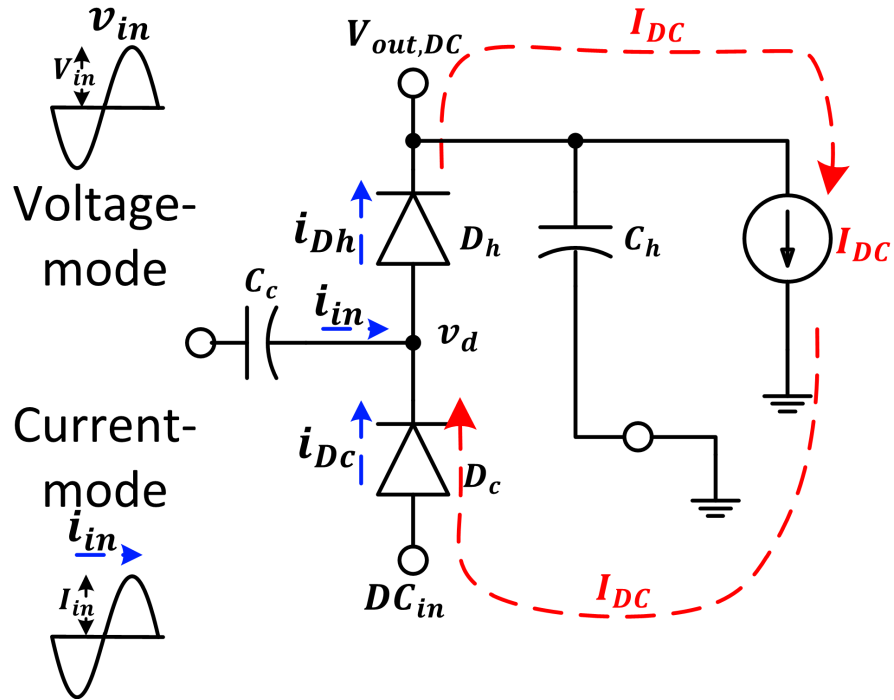 v_in
V_in
Voltage-
mode
Current-
mode
i_in
I_in
V_out,DC
I_DC
i_Dh
D_h
C_h
I_DC
C_c
i_in
v_d
i_Dc
D_c
DC_in
I_DC